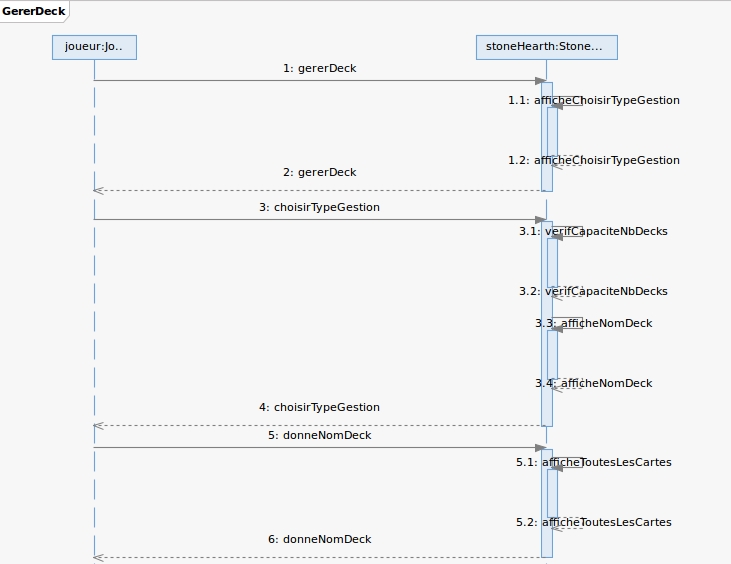 GererDeck
joueur:Jo..
stoneHearth:Stone...
1: gererDeck
1.1: afficheChoisirTypeGestion
1.2: afficheChoisirTypeGestion
2: gererDeck
3: choisirTypeGestion
3.1: verifCapaciteNbDecks
3.2: verifCapaciteNbDecks
3.3: afficheNomDeck
3.4: afficheNomDeck
4: choisirTypeGestion
5: donneNomDeck
5.1: afficheToutesLesCartes
5.2: afficheToutesLesCartes
6: donneNomDeck